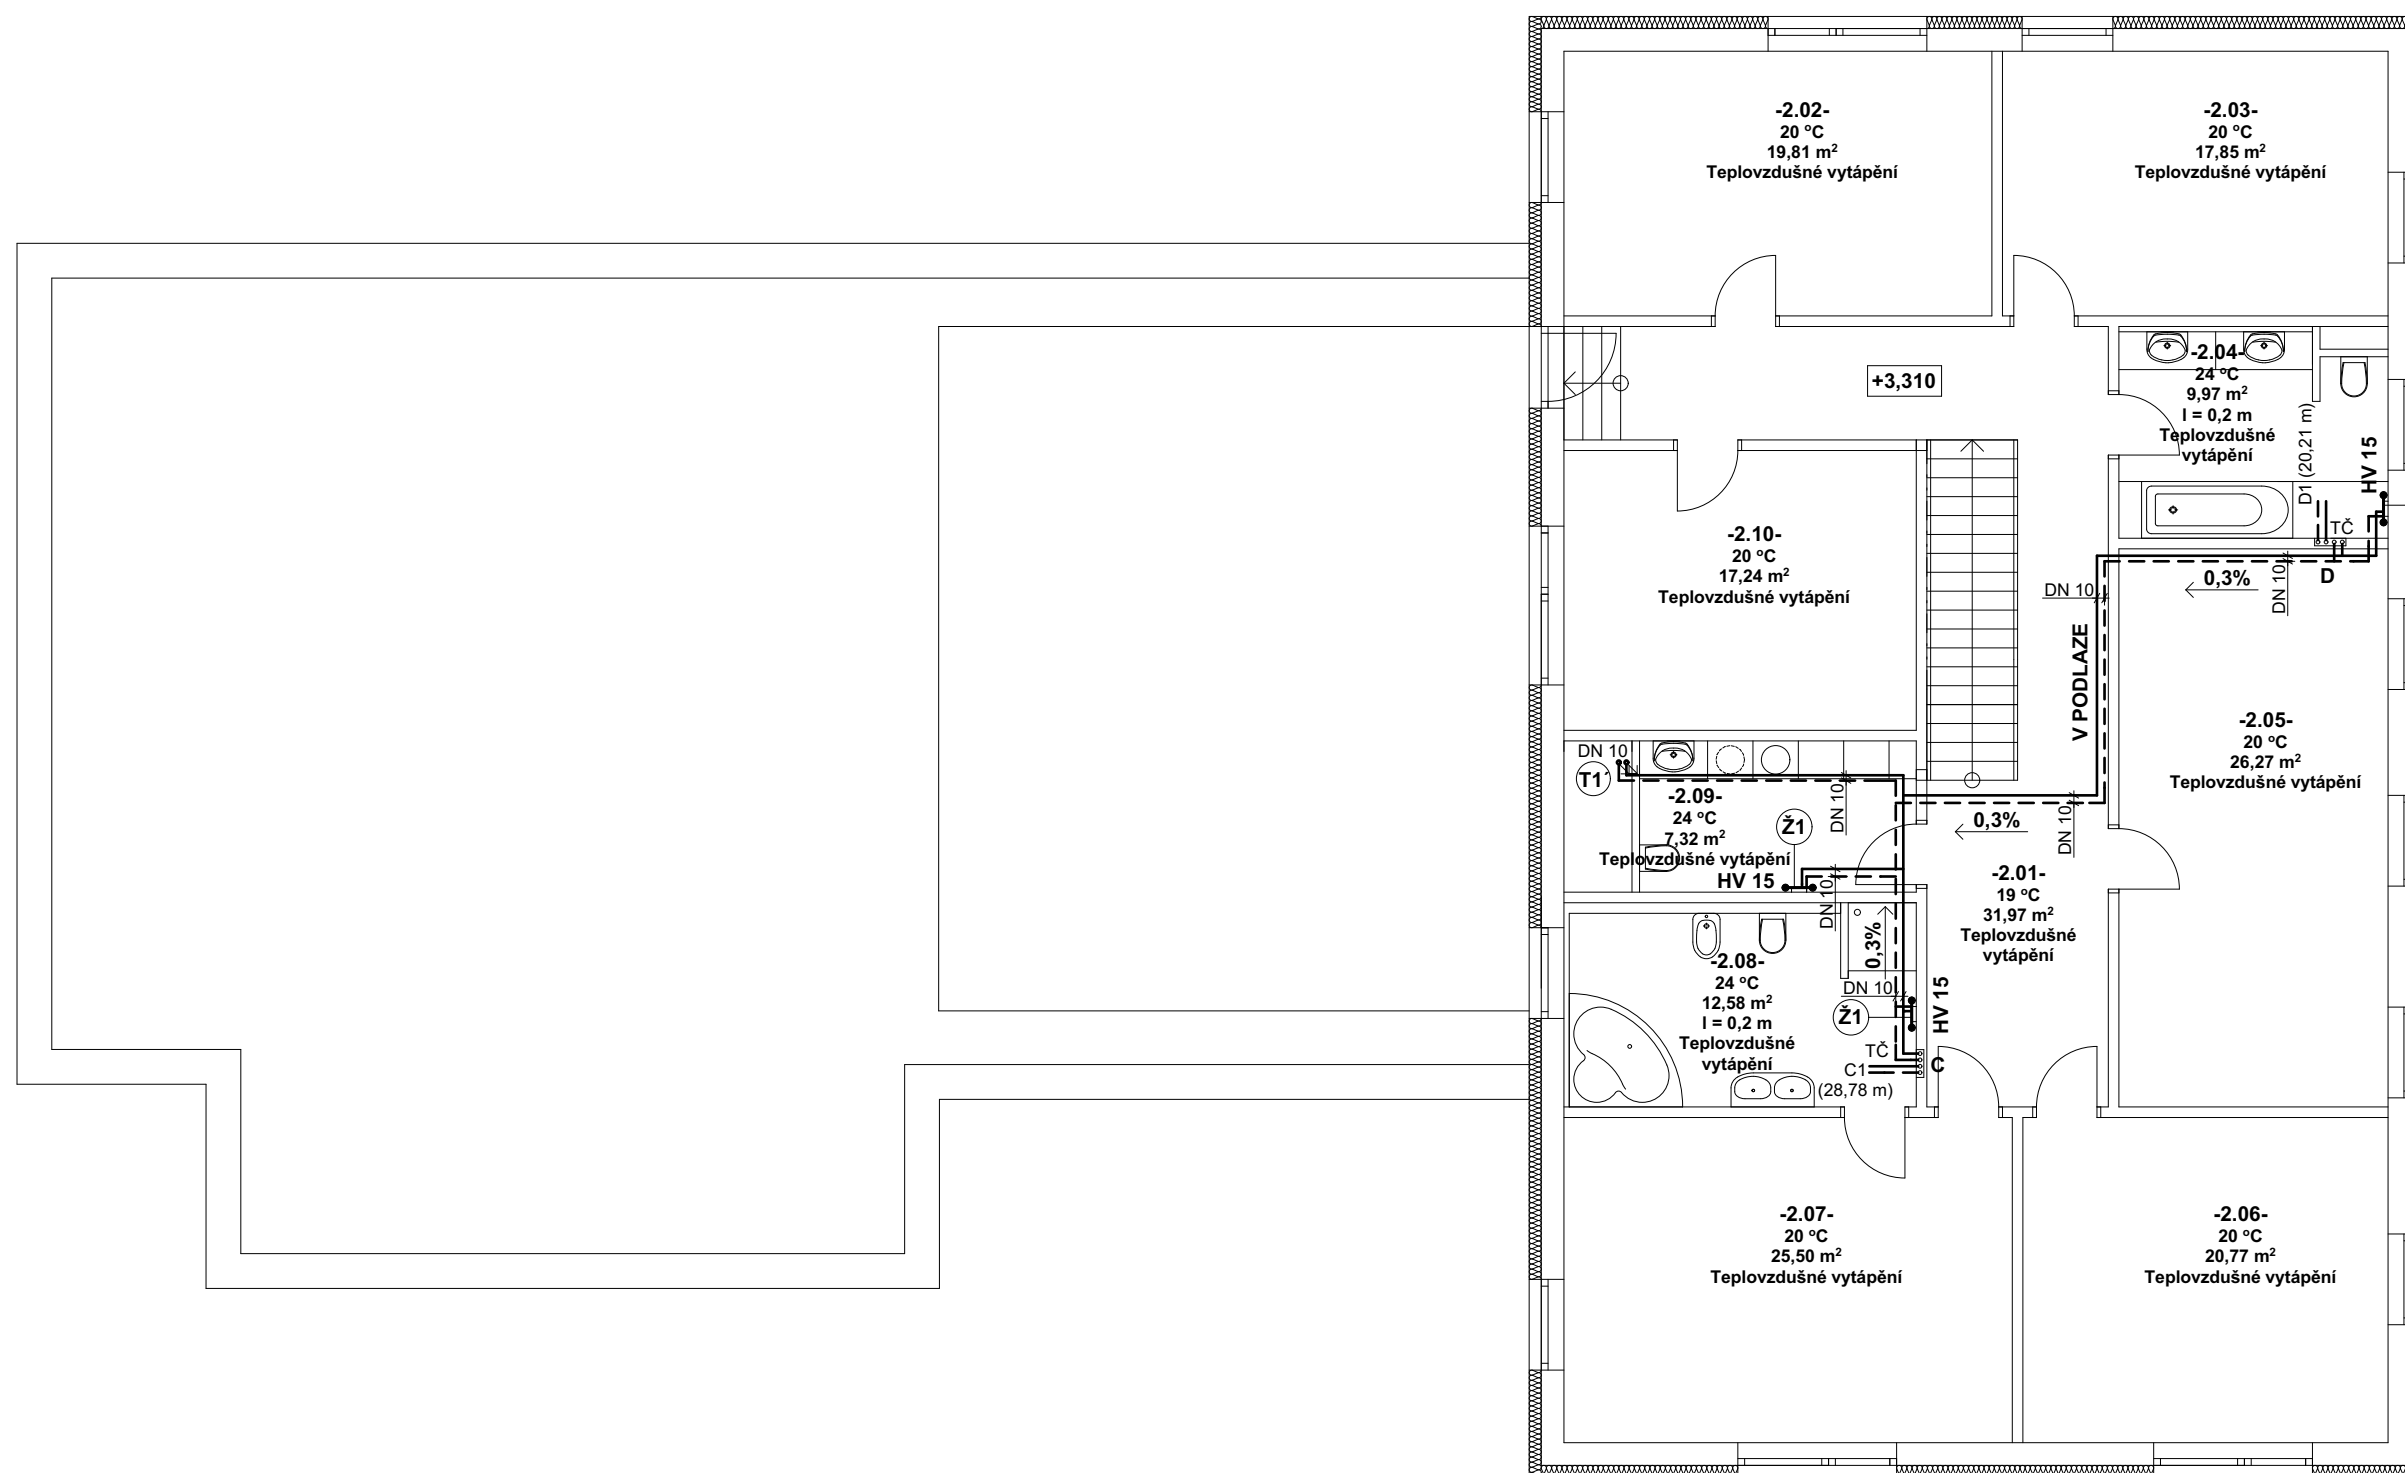 -2.02-
20 °C
19,81 m²
Teplovzdušné vytápění
-2.03-
20 °C
17,85 m²
Teplovzdušné vytápění
+3,310
-2.04-
24 °C
9,97 m²
l = 0,2 m
Teplovzdušné
vytápění
D1 (20,21 m)
HV 15
TČ
D
0,3%
DN 10
DN 10
V PODLAZE
-2.10-
20 °C
17,24 m²
Teplovzdušné vytápění
-2.05-
20 °C
26,27 m²
Teplovzdušné vytápění
DN 10
T1´
-2.09-
24 °C
7,32 m²
Teplovzdušné vytápění
Ž1
DN 10
HV 15
DN 10
0,3%
DN 10
-2.01-
19 °C
31,97 m²
Teplovzdušné
vytápění
0,3%
-2.08-
24 °C
12,58 m²
l = 0,2 m
Teplovzdušné
vytápění
DN 10
Ž1
HV 15
TČ
C
C1
(28,78 m)
-2.07-
20 °C
25,50 m²
Teplovzdušné vytápění
-2.06-
20 °C
20,77 m²
Teplovzdušné vytápění